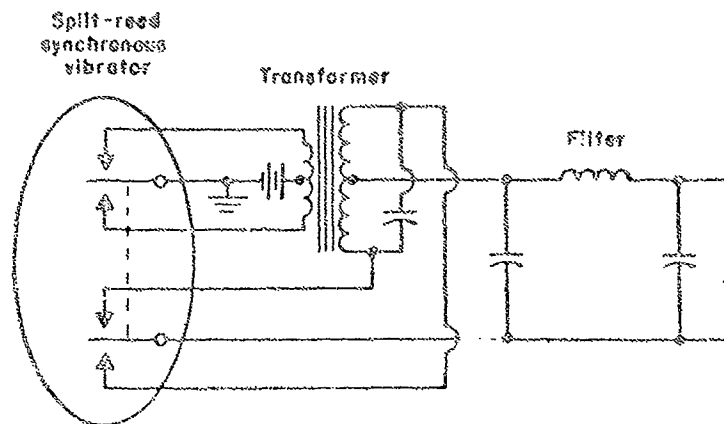 Split-reed
synchronous
vibrator
Transformer
Filter